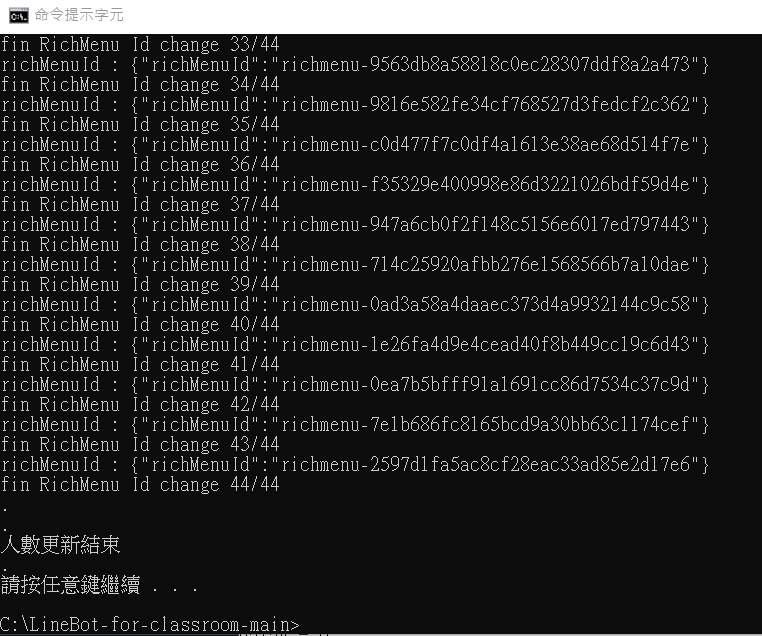 命令提示字元
fin RichMenu Id change 33/44
richMenuId : {"richMenuId":"richmenu-9563db8a58818c0ec28307ddf8a2a473"}
fin RichMenu Id change 34/44
richMenuId : {"richMenuId":"richmenu-9816e582fe34cf768527d3fedcf2c362"}
fin RichMenu Id change 35/44
richMenuId : {"richMenuId":"richmenu-c0d477f7c0df4a1613e38ae68d514f7e"}
fin RichMenu Id change 36/44
richMenuId : {"richMenuId":"richmenu-f35329e400998e86d3221026bdf59d4e"}
fin RichMenu Id change 37/44
richMenuId : {"richMenuId":"richmenu-947a6cb0f2f148c5156e6017ed797443"}
fin RichMenu Id change 38/44
richMenuId : {"richMenuId":"richmenu-714c25920afbb276e1568566b7a10dae"}
fin RichMenu Id change 39/44
richMenuId : {"richMenuId":"richmenu-0ad3a58a4daaec373d4a9932144c9c58"}
fin RichMenu Id change 40/44
richMenuId : {"richMenuId":"richmenu-1e26fa4d9e4cead40f8b449cc19c6d43"}
fin RichMenu Id change 41/44
richMenuId : {"richMenuId":"richmenu-0ea7b5bfff91a1691cc86d7534c37c9d"}
fin RichMenu Id change 42/44
richMenuId : {"richMenuId":"richmenu-7e1b686fc8165bcd9a30bb63c1174cef"}
fin RichMenu Id change 43/44
richMenuId : {"richMenuId":"richmenu-2597d1fa5ac8cf28eac33ad85e2d17e6"}
fin RichMenu Id change 44/44
.
.
人數更新結束
.
請按任意鍵繼續 . . .
C:\LineBot-for-classroom-main>